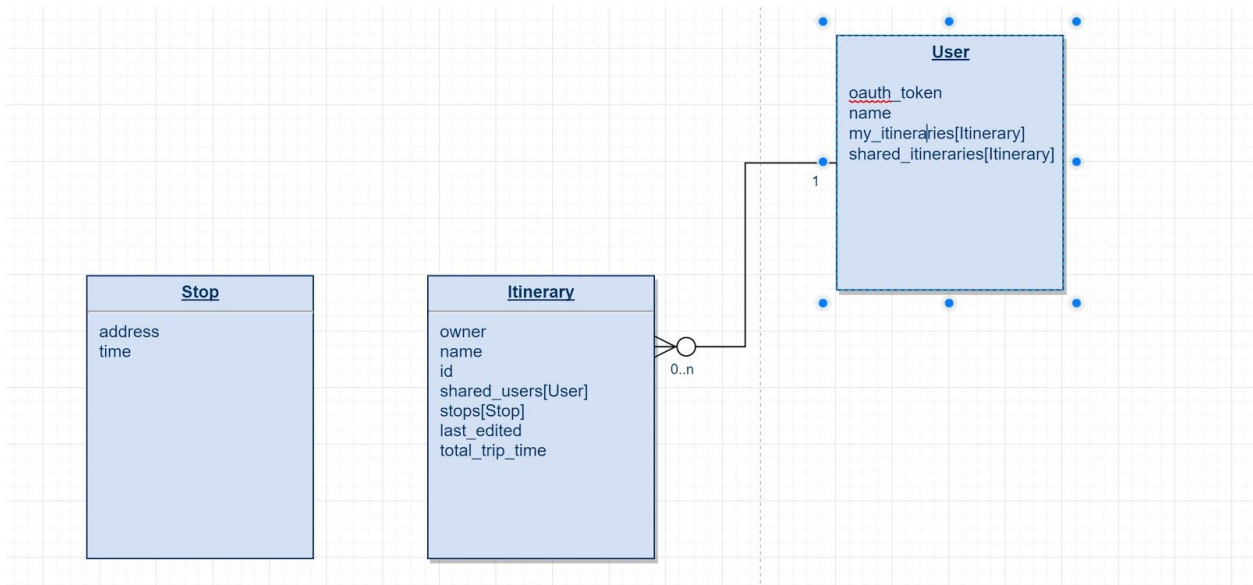 User
oauth_token
name
my_itineraries[Itinerary]
shared_itineraries[Itinerary]
1
Stop
address
time
Itinerary
owner
name
id
shared_users[User]
stops[Stop]
last_edited
total_trip_time
0..n